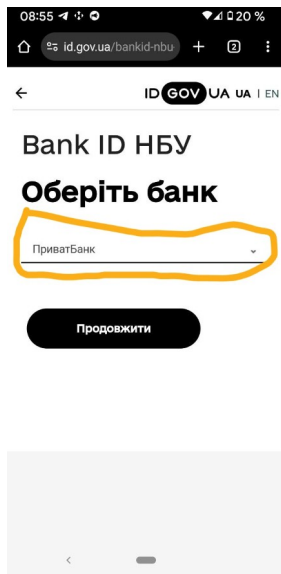 08:55 20 %
id.gov.ua/bankid-nbu 2
ID GOV UA UA | EN
Bank ID НБУ
Оберіть банк
ПриватБанк
Продовжити